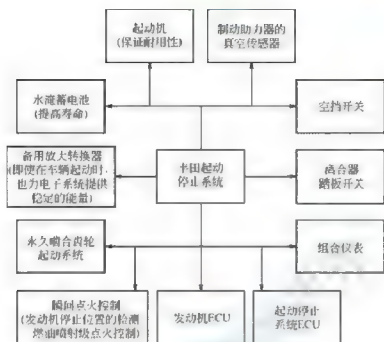 起动机
(保证耐用性)
制动助力器的
真空传感器
水淹蓄电池
(提高寿命)
空挡开关
备用放大转换器
(即使在车辆起动时,
也为电子系统提供
稳定的能量)
丰田起动
停止系统
离合器
踏板开关
永久啮合齿轮
起动系统
组合仪表
瞬间点火控制
(发动机停止位置的检测
燃油喷射级点火控制)
发动机ECU
起动停止
系统ECU